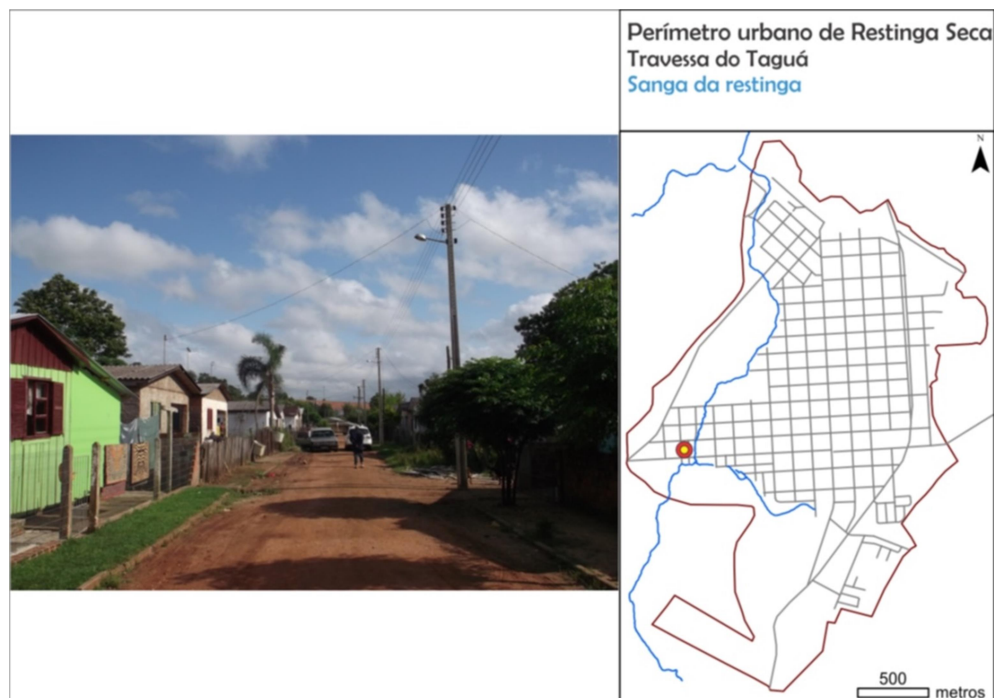 Perímetro urbano de Restinga Seca
Travessa do Taguá
Sanga da restinga
N
500
metros